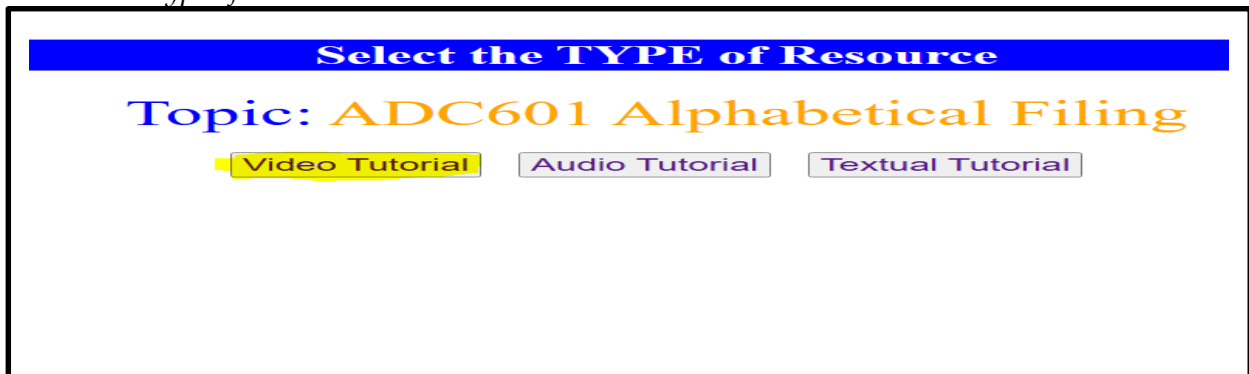 Select the TYPE of Resource
Topic: ADC601 Alphabetical Filing
Video Tutorial Audio Tutorial Textual Tutorial